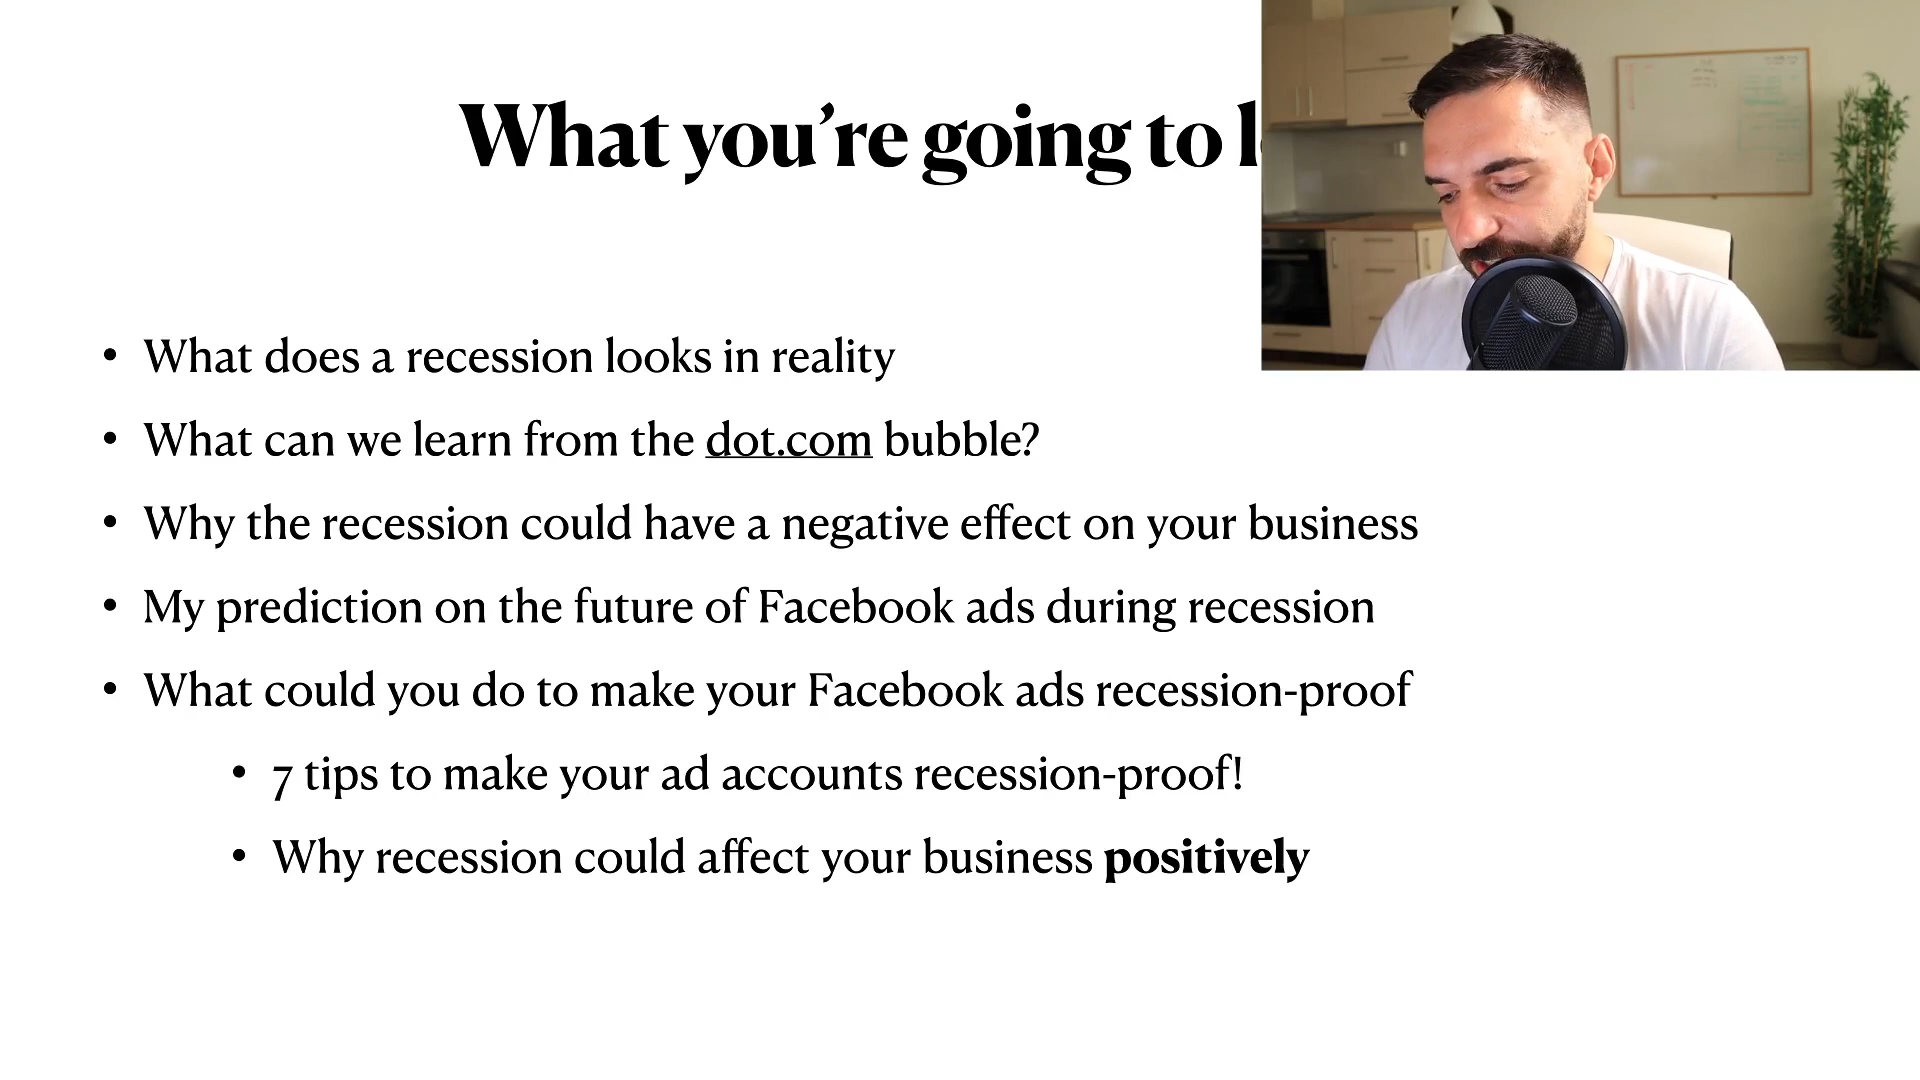 What you're going to
• What does a recession looks in reality
• What can we learn from the dot.com bubble?
• Why the recession could have a negative effect on your business
• My prediction on the future of Facebook ads during recession
• What could you do to make your Facebook ads recession-proof
• 7 tips to make your ad accounts recession-proof!
• Why recession could affect your business positively